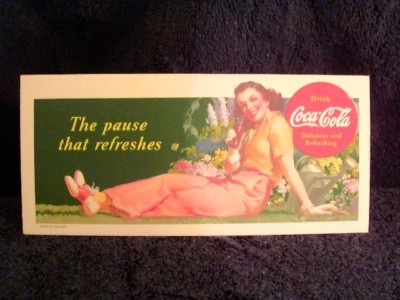 The pause
that refreshes
Drink
Coca-Cola
Delicious and
Refreshing